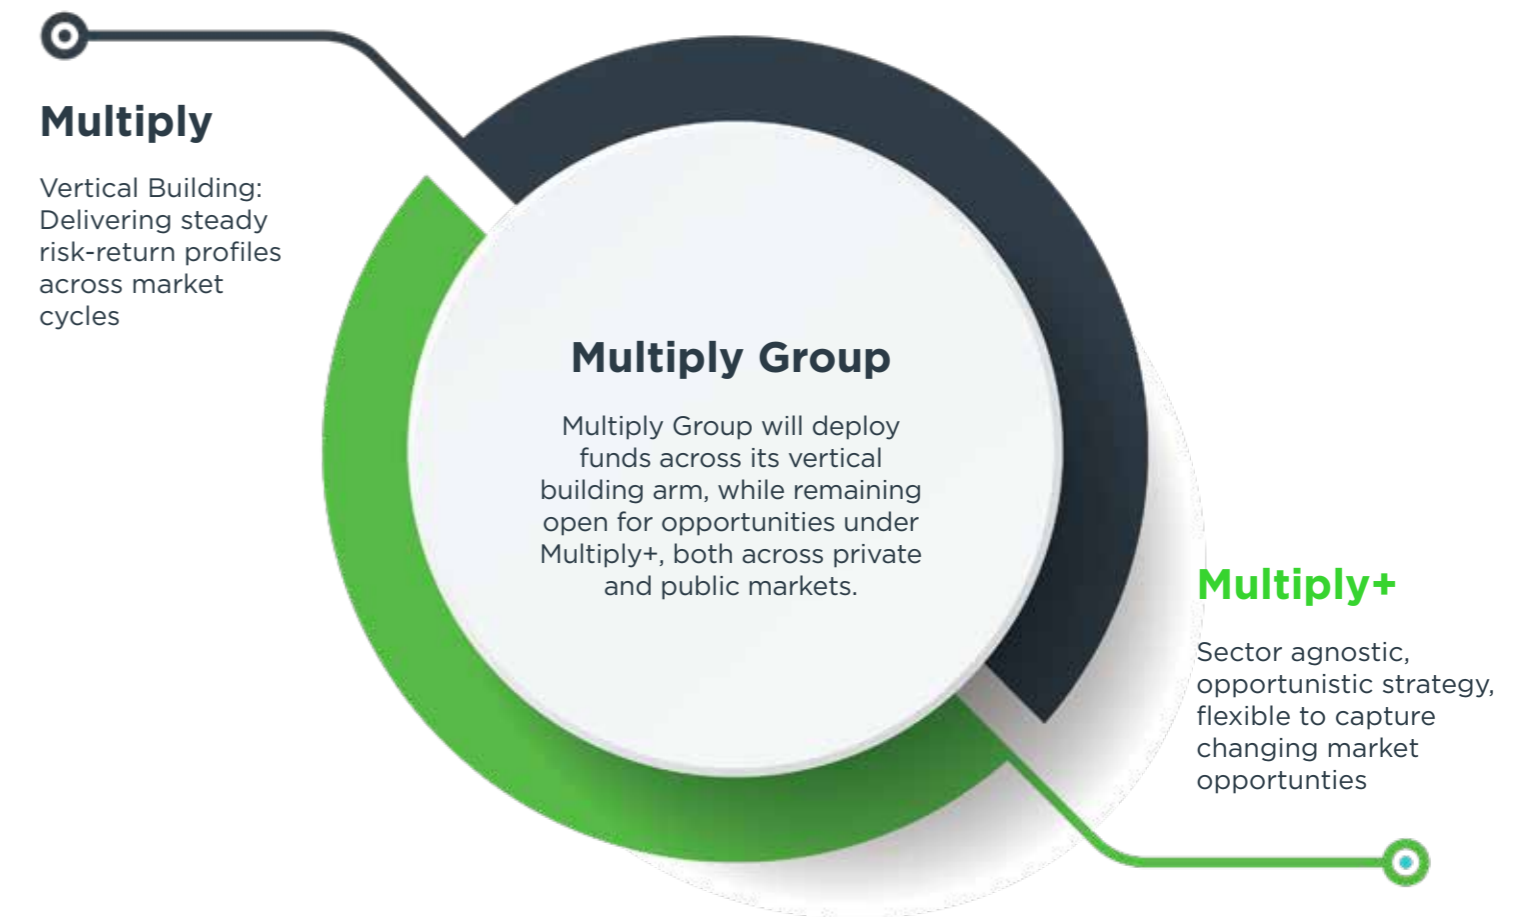 Multiply
Vertical Building:
Delivering steady
risk-return profiles
across market
cycles
Multiply Group
Multiply Group will deploy
funds across its vertical
building arm, while remaining
open for opportunities under
Multiply+, both across private
and public markets.
Multiply+
Sector agnostic,
opportunistic strategy,
flexible to capture
changing market
opportunties